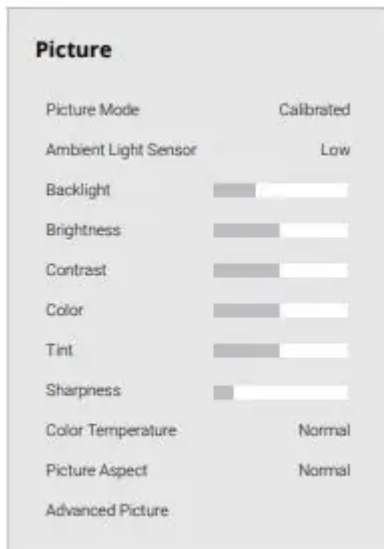 Picture
Picture Mode Calibrated
Ambient Light Sensor Low
Backlight
Brightness
Contrast
Color
Tint
Sharpness
Color Temperature Normal
Picture Aspect Normal
Advanced Picture